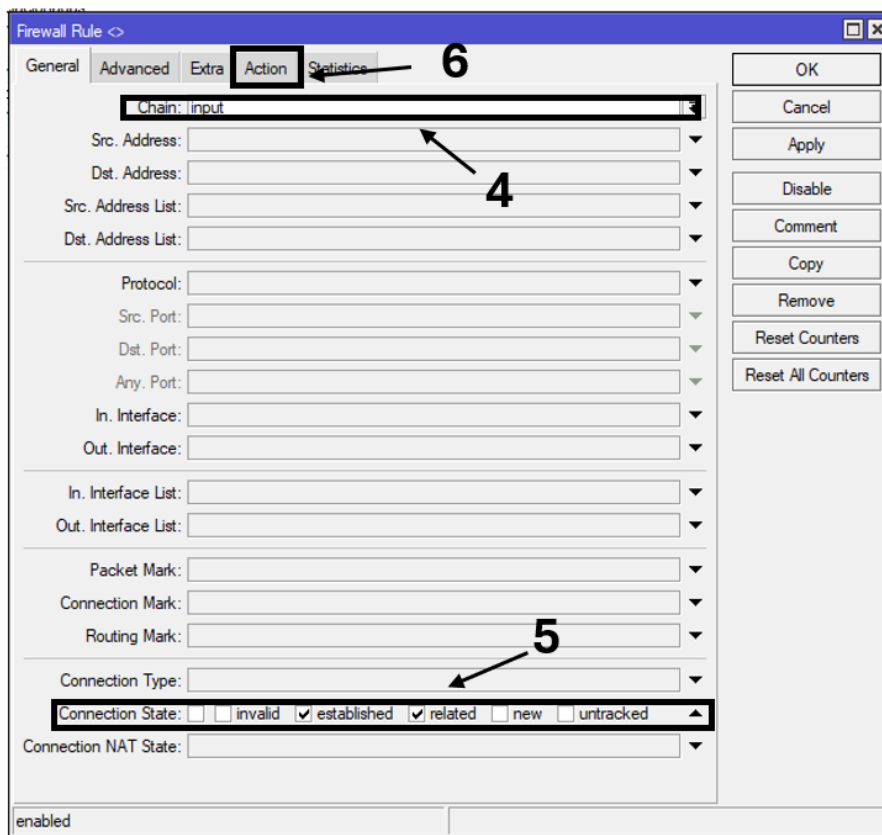 Firewall Rule <>
General Advanced Extra Action Statistics
6
OK
Chain: input
Cancel
Src. Address:
Apply
Dst. Address:
4
Disable
Src. Address List:
Comment
Dst. Address List:
Copy
Protocol:
Remove
Src. Port:
Reset Counters
Dst. Port:
Reset All Counters
Any. Port:
In. Interface:
Out. Interface:
In. Interface List:
Out. Interface List:
Packet Mark:
Connection Mark:
Routing Mark:
5
Connection Type:
Connection State: invalid established related new untracked
Connection NAT State:
enabled